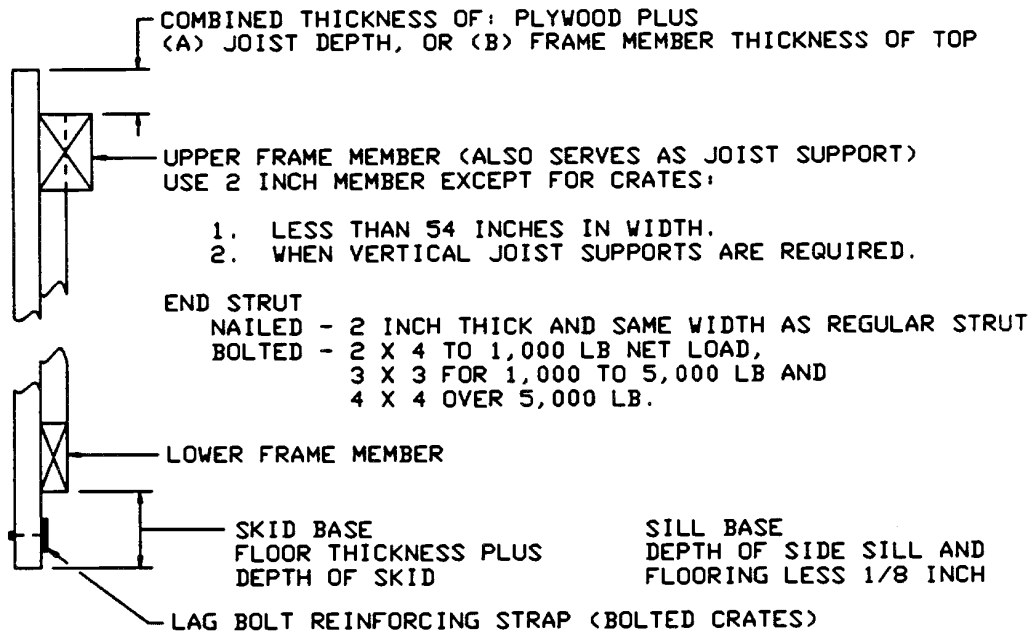 COMBINED THICKNESS OF: PLYWOOD PLUS
(A) JOIST DEPTH, OR (B) FRAME MEMBER THICKNESS OF TOP
UPPER FRAME MEMBER (ALSO SERVES AS JOIST SUPPORT)
USE 2 INCH MEMBER EXCEPT FOR CRATES:
1. LESS THAN 54 INCHES IN WIDTH.
2. WHEN VERTICAL JOIST SUPPORTS ARE REQUIRED.
END STRUT
NAILED - 2 INCH THICK AND SAME WIDTH AS REGULAR STRUT
BOLTED - 2 X 4 TO 1,000 LB NET LOAD,
3 X 3 FOR 1,000 TO 5,000 LB AND
4 X 4 OVER 5,000 LB.
LOWER FRAME MEMBER
SKID BASE
FLOOR THICKNESS PLUS
DEPTH OF SKID
SILL BASE
DEPTH OF SIDE SILL AND
FLOORING LESS 1/8 INCH
LAG BOLT REINFORCING STRAP (BOLTED CRATES)